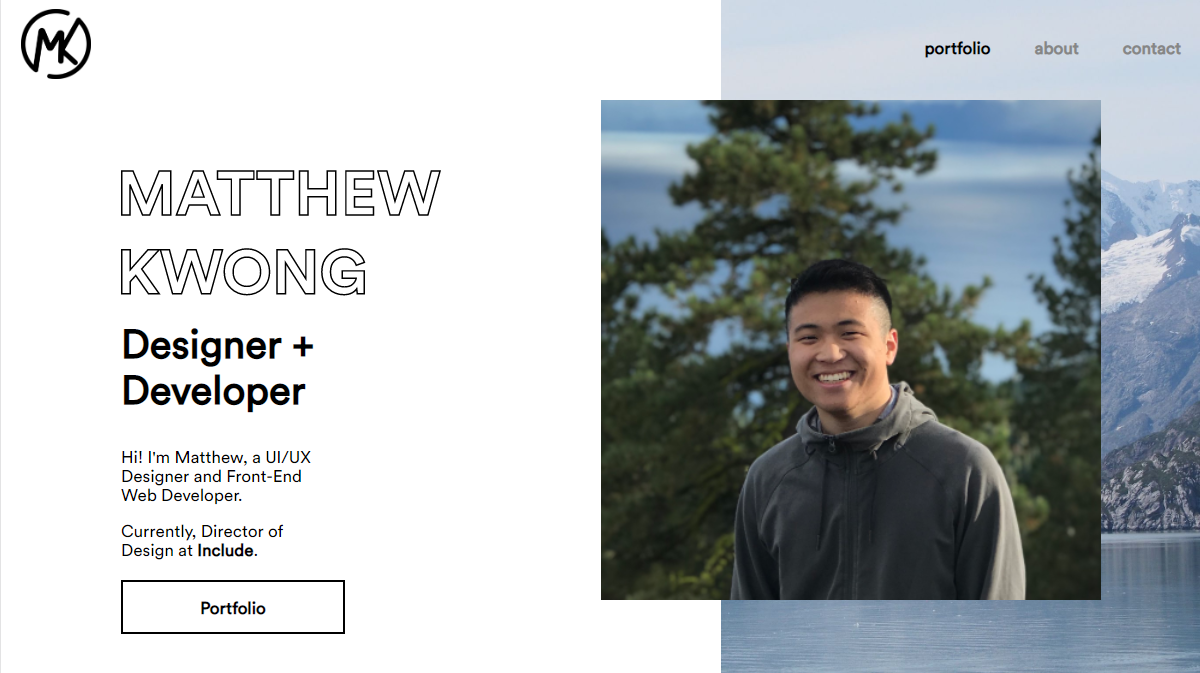 MK
portfolio about contact
MATTHEW
KWONG
Designer +
Developer
Hi! I'm Matthew, a UI/UX
Designer and Front-End
Web Developer.
Currently, Director of
Design at Include.
Portfolio